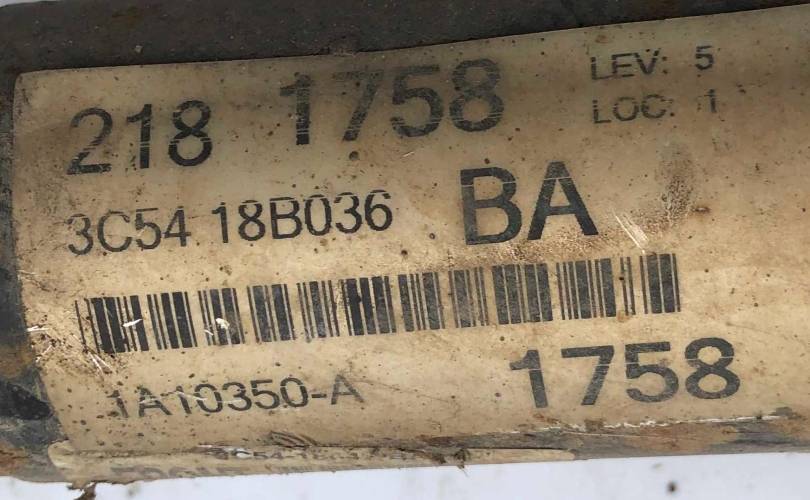 218 1758 LEV: 5
LOC: 1
3C54 18B036 BA
1A10350-A 1758